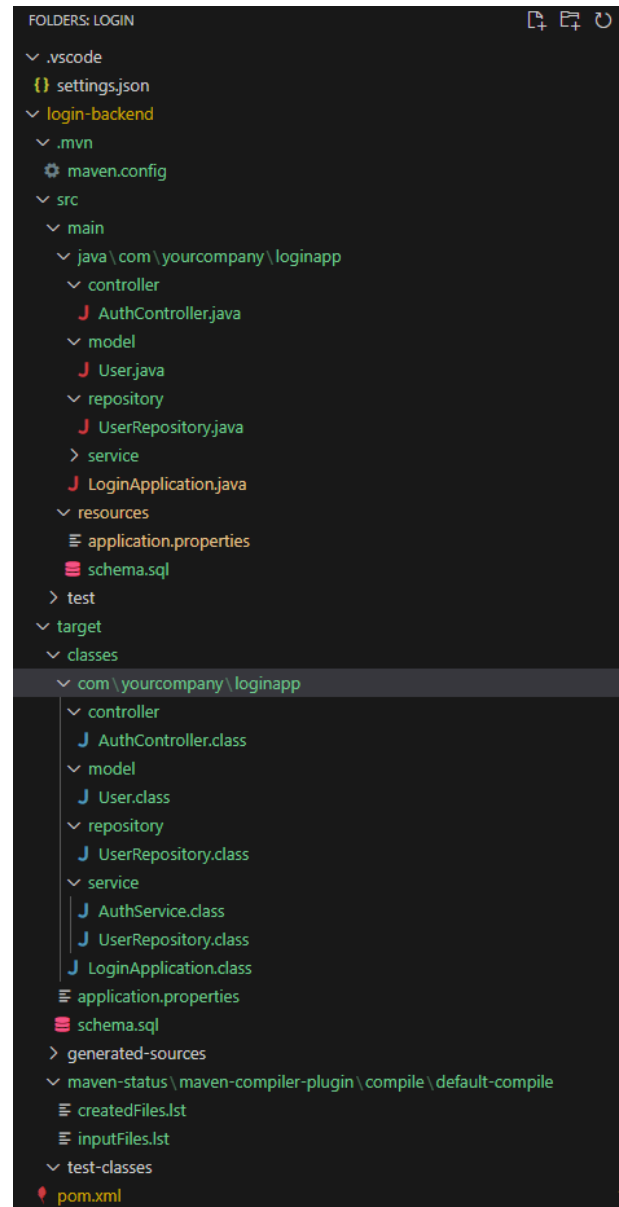 FOLDERS: LOGIN
.vscode
{} settings.json
login-backend
.mvn
maven.config
src
main
java\com\yourcompany\loginapp
controller
J AuthController.java
model
J User.java
repository
J UserRepository.java
service
J LoginApplication.java
resources
application.properties
schema.sql
test
target
classes
com\yourcompany\loginapp
controller
J AuthController.class
model
J User.class
repository
J UserRepository.class
service
J AuthService.class
J UserRepository.class
J LoginApplication.class
application.properties
schema.sql
generated-sources
maven-status\maven-compiler-plugin\compile\default-compile
createdFiles.lst
inputFiles.lst
test-classes
pom.xml